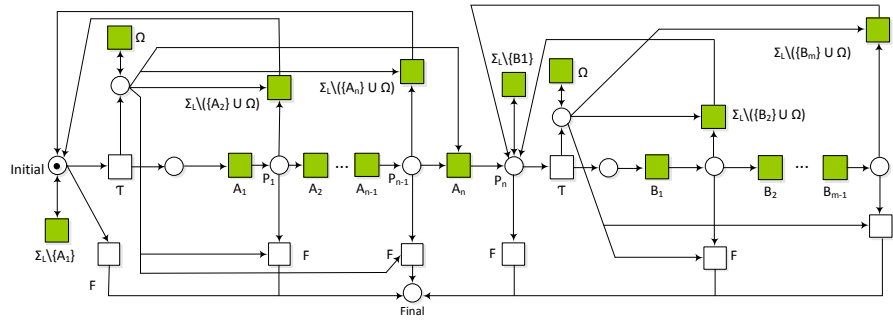 Ω
Σ_L\({A_2} ∪ Ω)
Σ_L\({A_n} ∪ Ω)
Σ_L\{B1}
Ω
Σ_L\({B_m} ∪ Ω)
Σ_L\({B_2} ∪ Ω)
Initial
τ
A_1
P_1
A_2
...
A_{n-1}
P_{n-1}
A_n
P_n
τ
B_1
B_2
...
B_{m-1}
Σ_L\{A_1}
F
F
F
F
F
Final